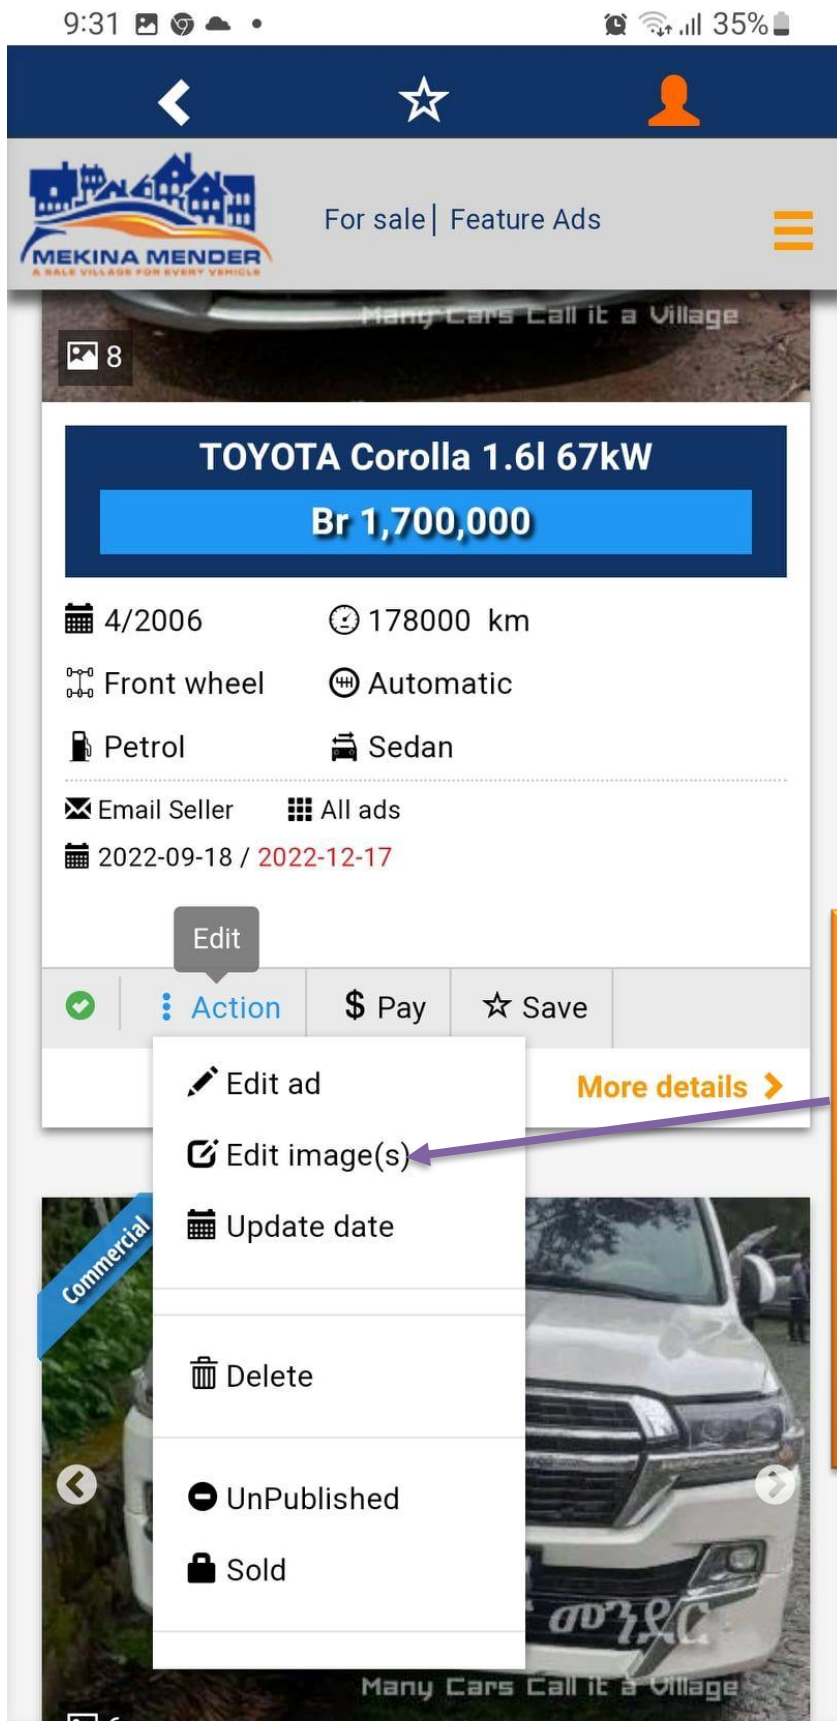 9:31
35%
MEKINA MENDER
A SALE VILLAGE FOR EVERY VEHICLE
For sale| Feature Ads
Many Cars Call it a Village
8
TOYOTA Corolla 1.6l 67kW
Br 1,700,000
4/2006
178000 km
Front wheel
Automatic
Petrol
Sedan
Email Seller
All ads
2022-09-18 / 2022-12-17
Edit
Action
$ Pay
Save
Edit ad
More details
Edit image(s)
Update date
Commercial
Delete
UnPublished
Sold
መንደር
Many Cars Call it a Village